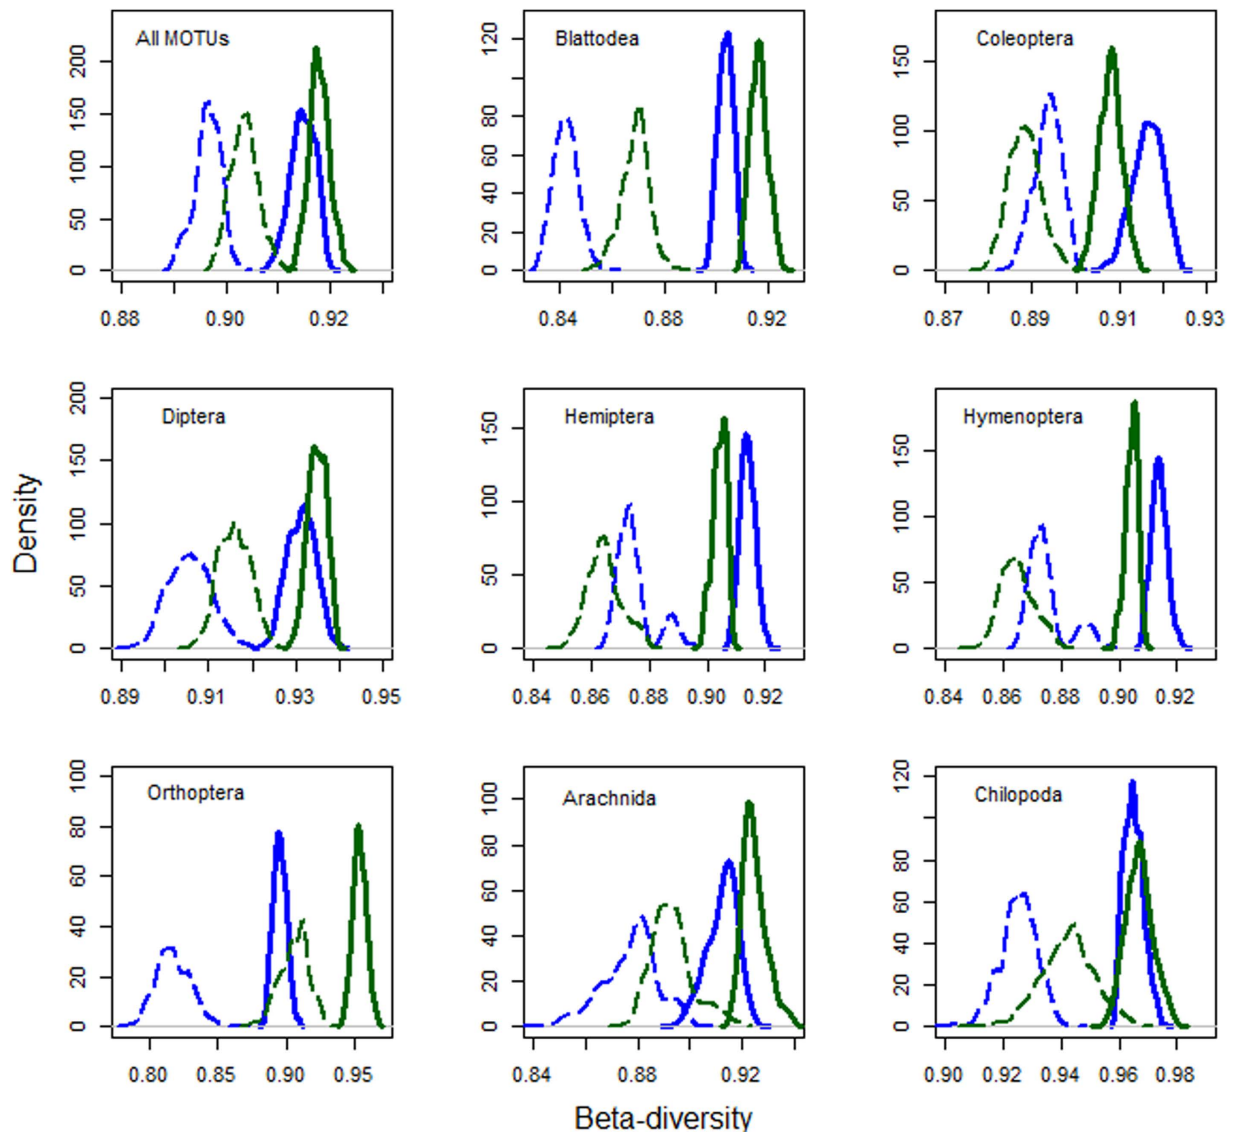 All MOTUs
0 50 100 150 200
0.88 0.90 0.92
Blattodea
0 20 40 60 80 120
0.84 0.88 0.92
Coleoptera
0 50 100 150
0.87 0.89 0.91 0.93
Diptera
0 50 100 150 200
0.89 0.91 0.93 0.95
Hemiptera
0 50 100 150
0.84 0.86 0.88 0.90 0.92
Hymenoptera
0 50 100 150
0.84 0.86 0.88 0.90 0.92
Density
Orthoptera
0 20 40 60 80 100
0.80 0.85 0.90 0.95
Arachnida
0 20 40 60 80 100
0.84 0.88 0.92
Chilopoda
0 20 40 60 80 120
0.90 0.92 0.94 0.96 0.98
Beta-diversity